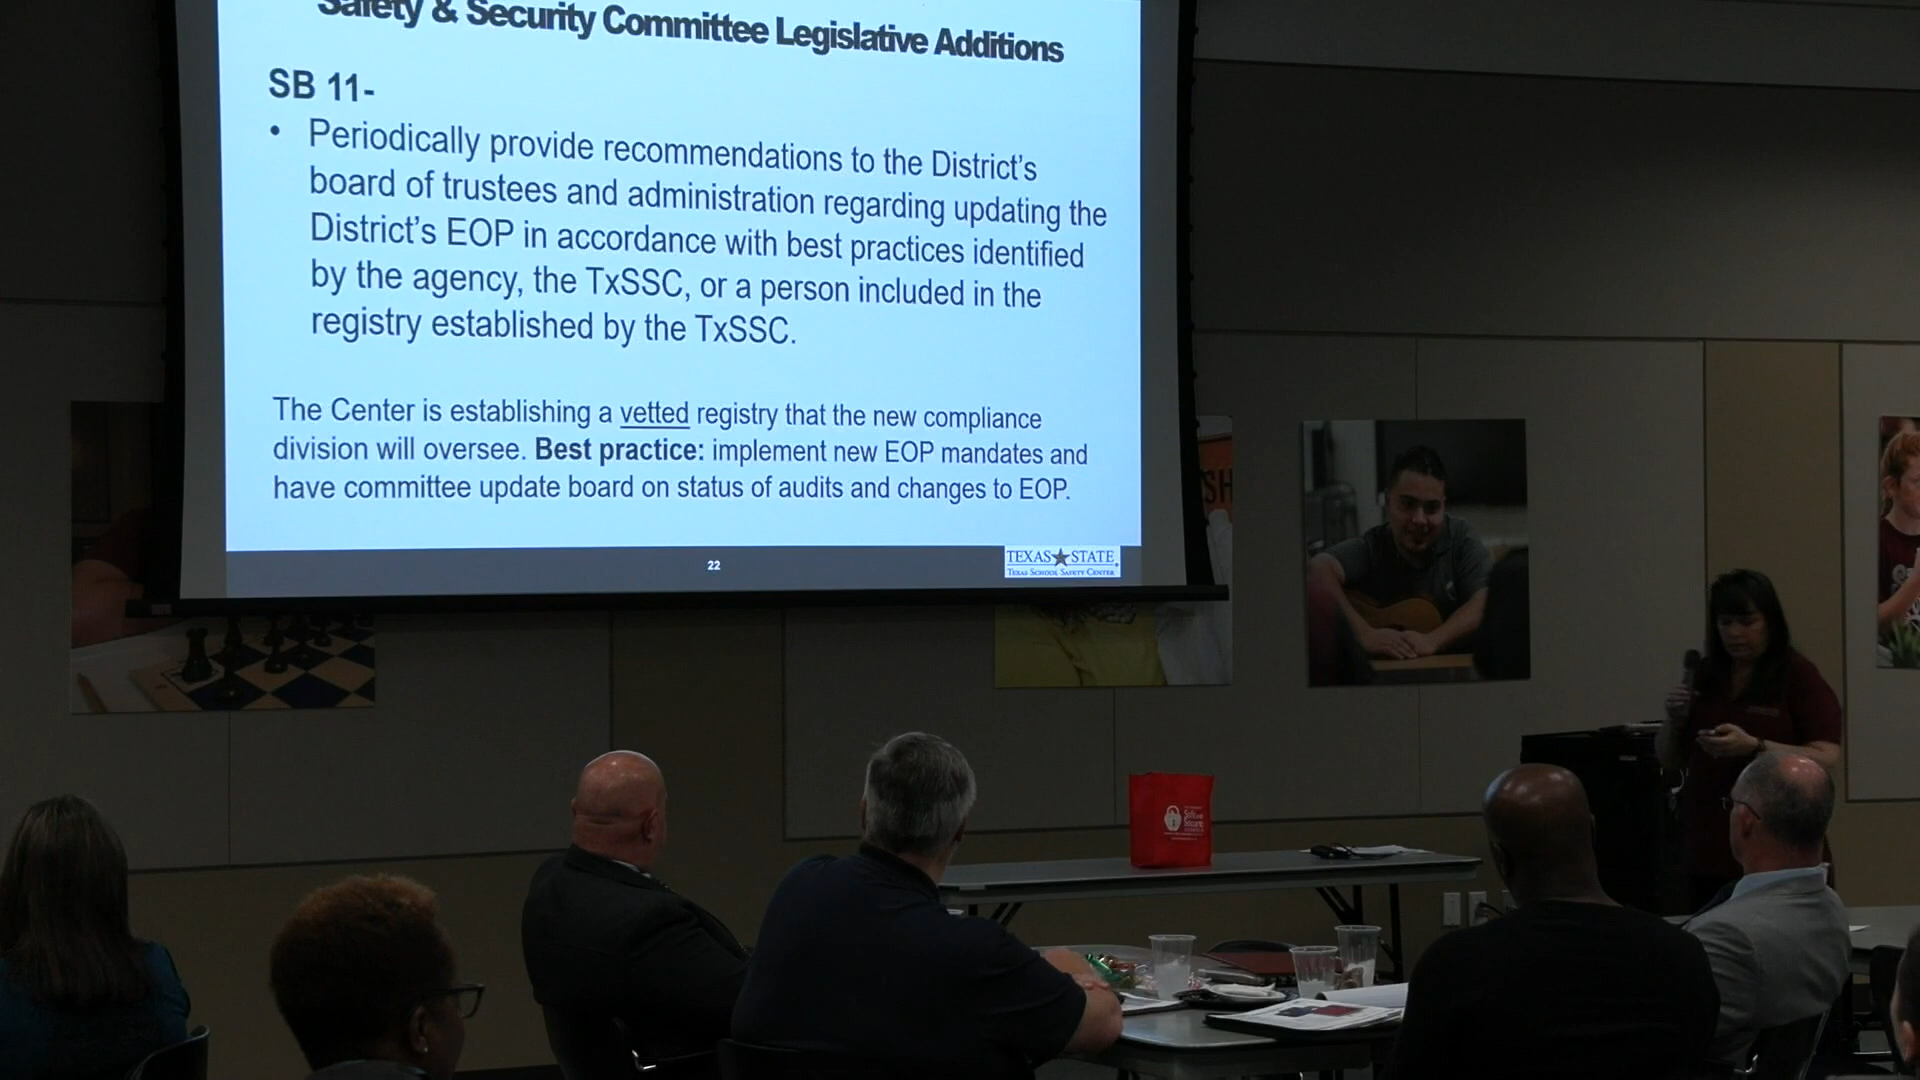 Safety & Security Committee Legislative Additions
SB 11-
• Periodically provide recommendations to the District's
board of trustees and administration regarding updating the
District's EOP in accordance with best practices identified
by the agency, the TxSSC, or a person included in the
registry established by the TxSSC.
The Center is establishing a vetted registry that the new compliance
division will oversee. Best practice: implement new EOP mandates and
have committee update board on status of audits and changes to EOP.
22
TEXAS STATE
TEXAS SCHOOL SAFETY CENTER
SH
Safe
Secure